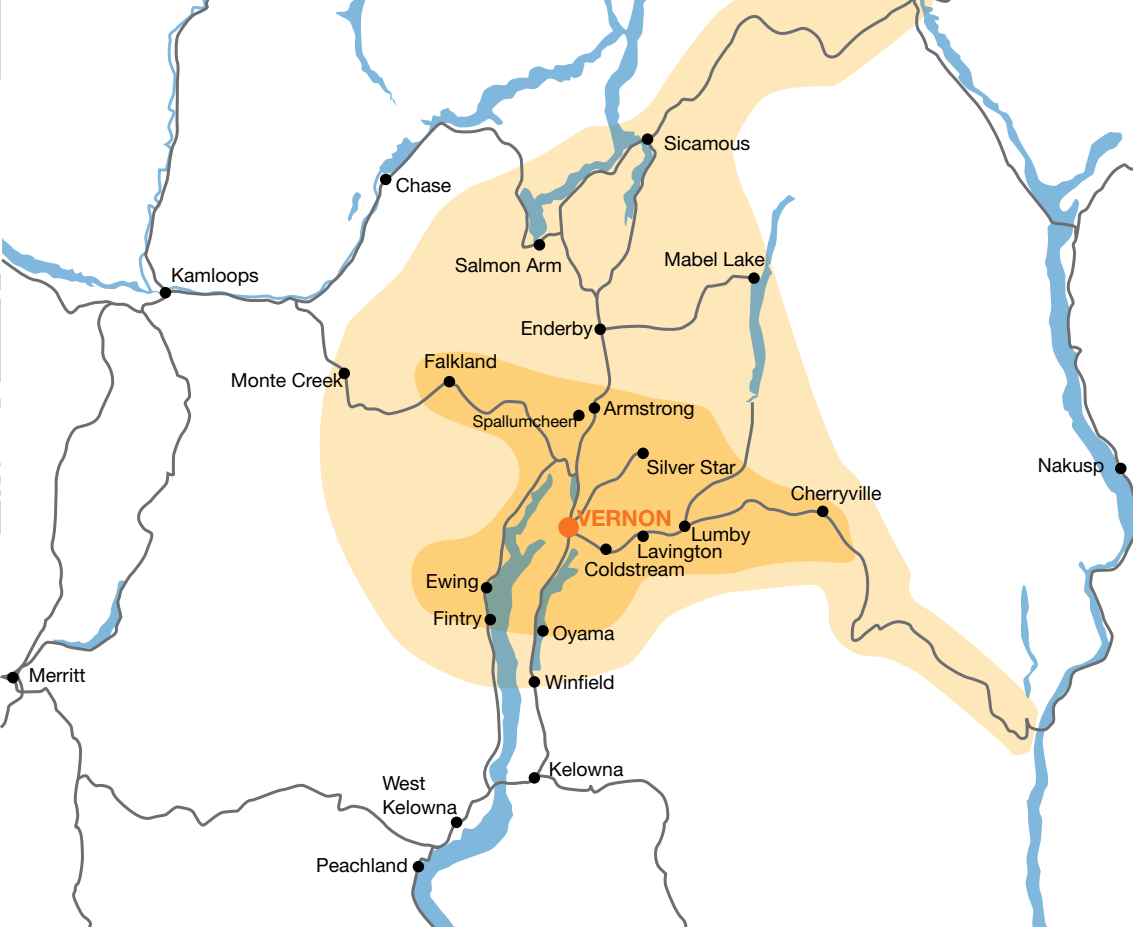 Sicamous
Chase
Salmon Arm
Mabel Lake
Kamloops
Enderby
Falkland
Monte Creek
Armstrong
Spallumcheen
Silver Star
Nakusp
Cherryville
VERNON
Lumby
Lavington
Coldstream
Ewing
Fintry
Oyama
Merritt
Winfield
Kelowna
West
Kelowna
Peachland